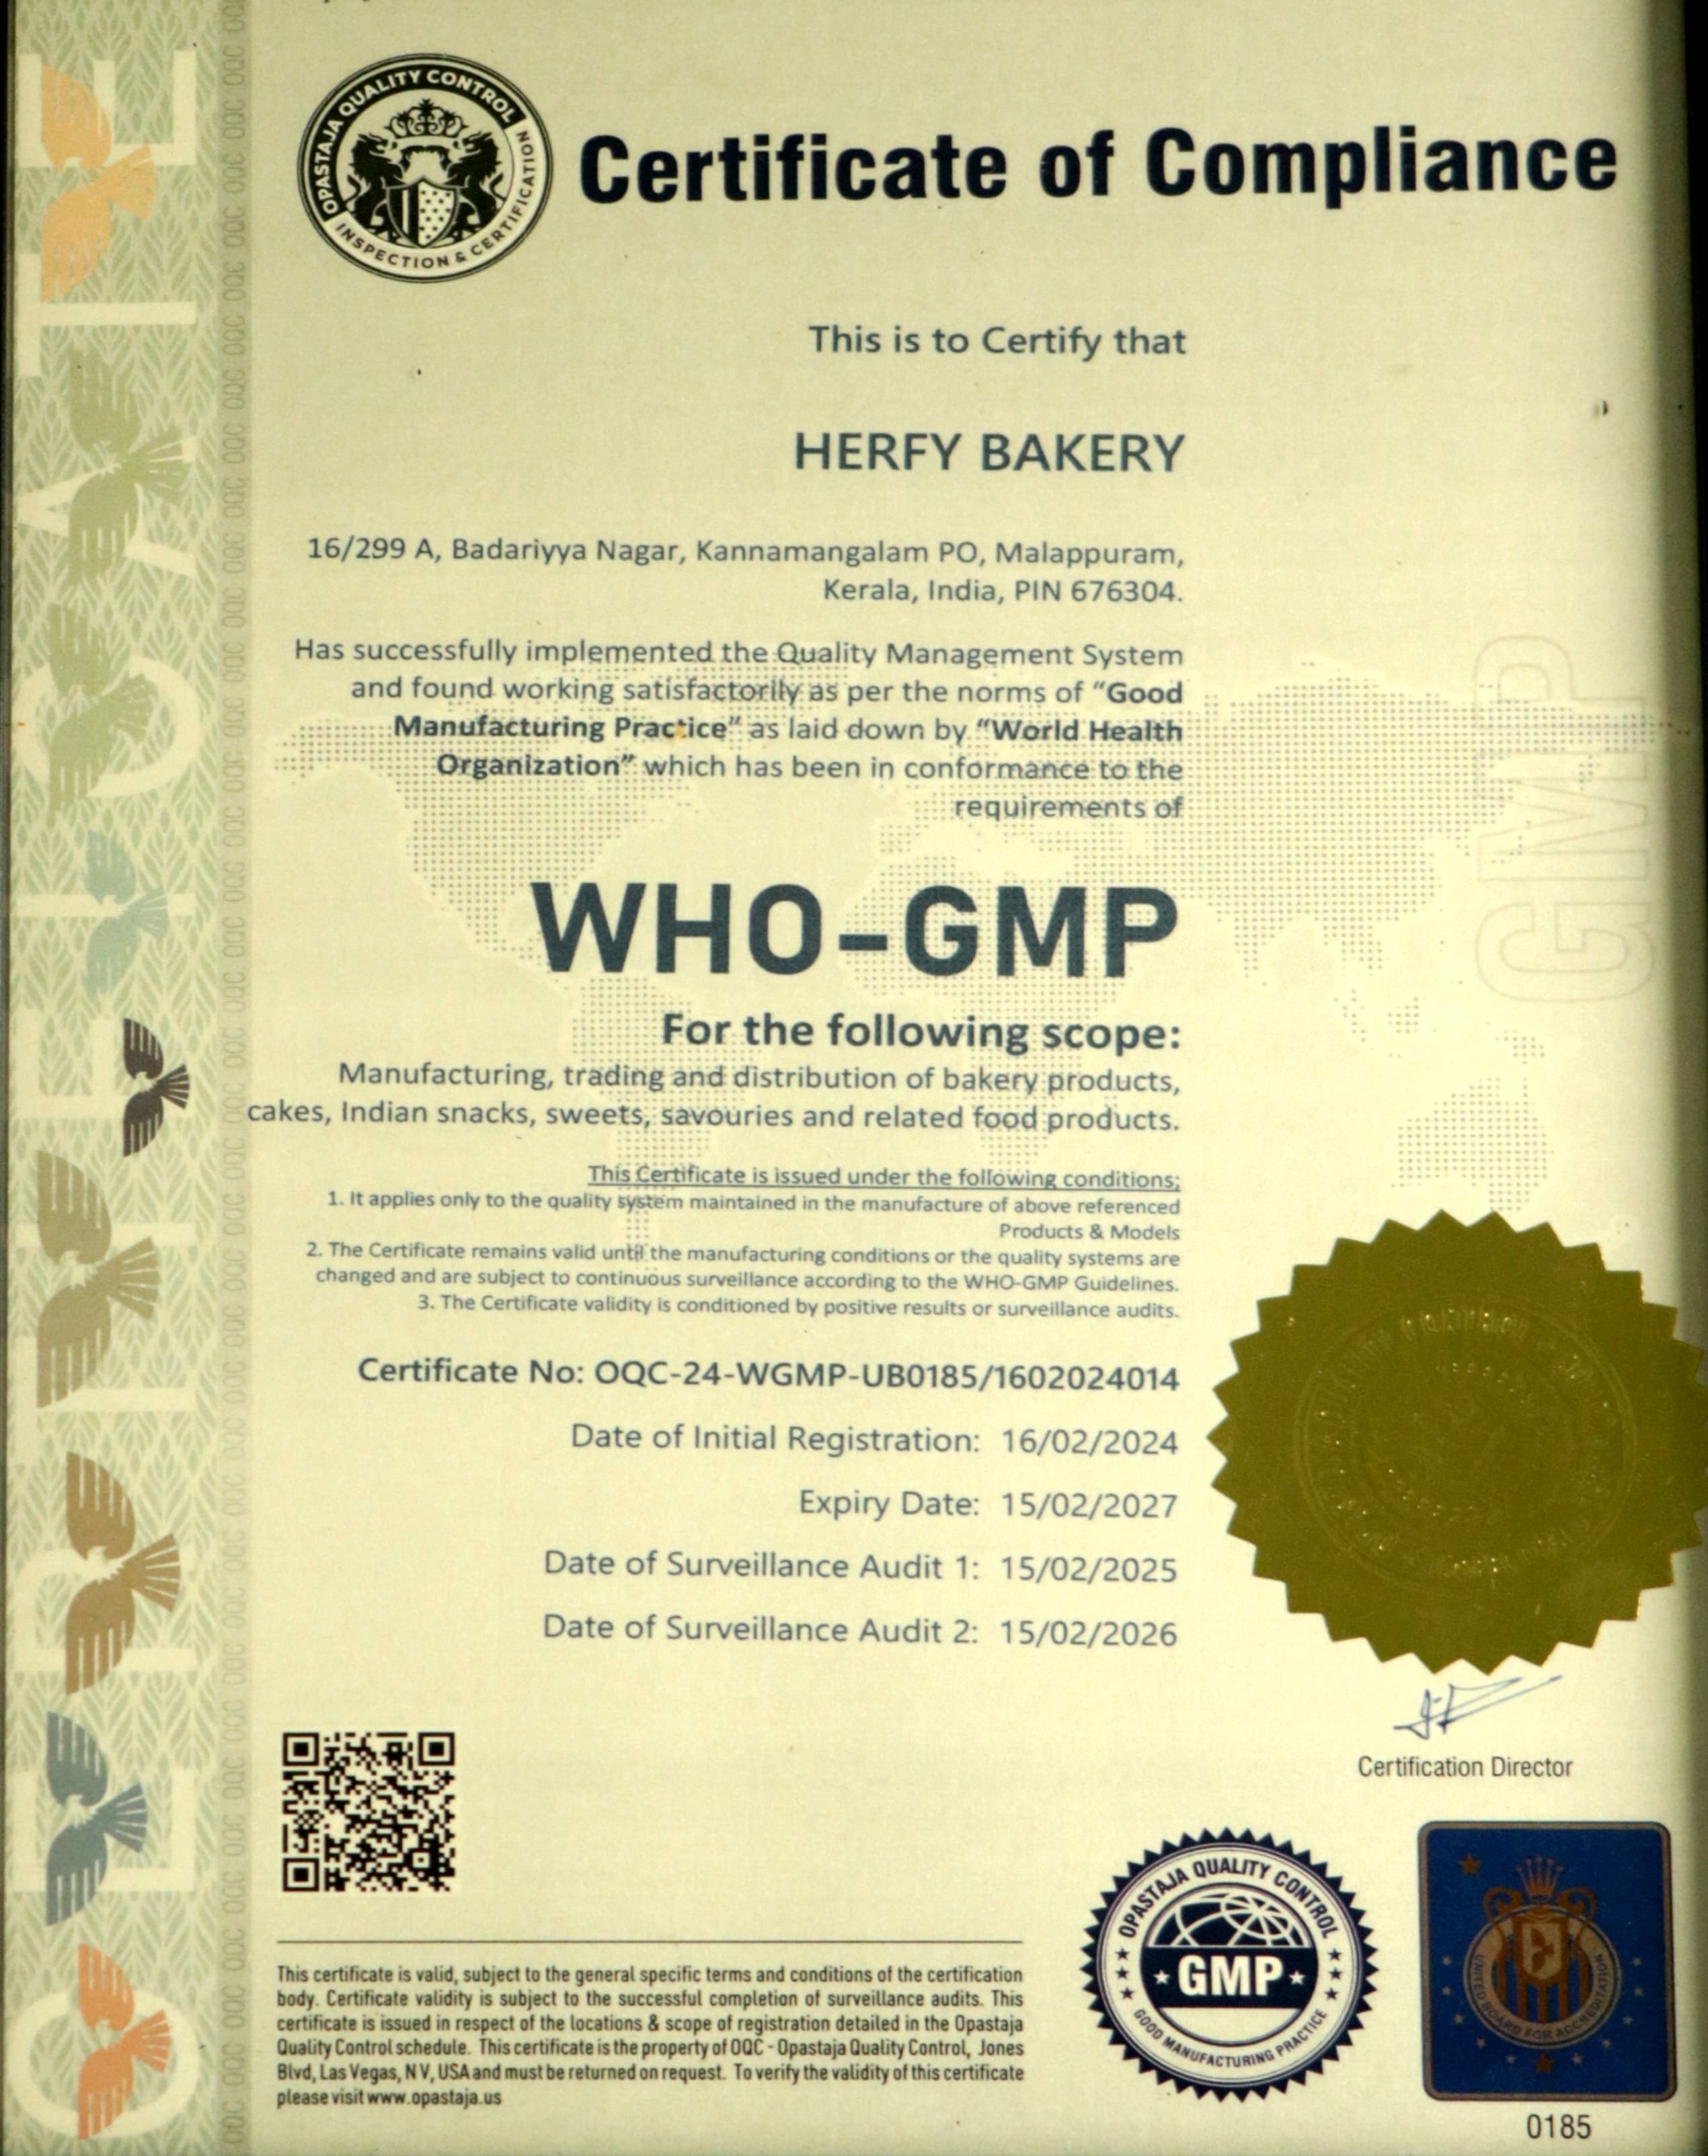 OPASTAJA QUALITY CONTROL
INSPECTION & CERTIFICATION
Certificate of Compliance
This is to Certify that
HERFY BAKERY
16/299 A, Badariyya Nagar, Kannamangalam PO, Malappuram,
Kerala, India, PIN 676304.
Has successfully implemented the Quality Management System
and found working satisfactorily as per the norms of “Good
Manufacturing Practice” as laid down by “World Health
Organization” which has been in conformance to the
requirements of
WHO-GMP
For the following scope:
Manufacturing, trading and distribution of bakery products,
cakes, Indian snacks, sweets, savouries and related food products.
This Certificate is issued under the following conditions;
1. It applies only to the quality system maintained in the manufacture of above referenced
Products & Models
2. The Certificate remains valid until the manufacturing conditions or the quality systems are
changed and are subject to continuous surveillance according to the WHO-GMP Guidelines.
3. The Certificate validity is conditioned by positive results or surveillance audits.
Certificate No: OQC-24-WGMP-UB0185/1602024014
Date of Initial Registration: 16/02/2024
Expiry Date: 15/02/2027
Date of Surveillance Audit 1: 15/02/2025
Date of Surveillance Audit 2: 15/02/2026
Certification Director
This certificate is valid, subject to the general specific terms and conditions of the certification
body. Certificate validity is subject to the successful completion of surveillance audits. This
certificate is issued in respect of the locations & scope of registration detailed in the Opastaja
Quality Control schedule. This certificate is the property of OQC - Opastaja Quality Control, Jones
Blvd, Las Vegas, N V, USA and must be returned on request. To verify the validity of this certificate
please visit www.opastaja.us
OPASTAJA QUALITY CONTROL
GMP
GOOD MANUFACTURING PRACTICE
UNITED BOARD FOR ACCREDITATION
0185
GMP
CERTIFICATE